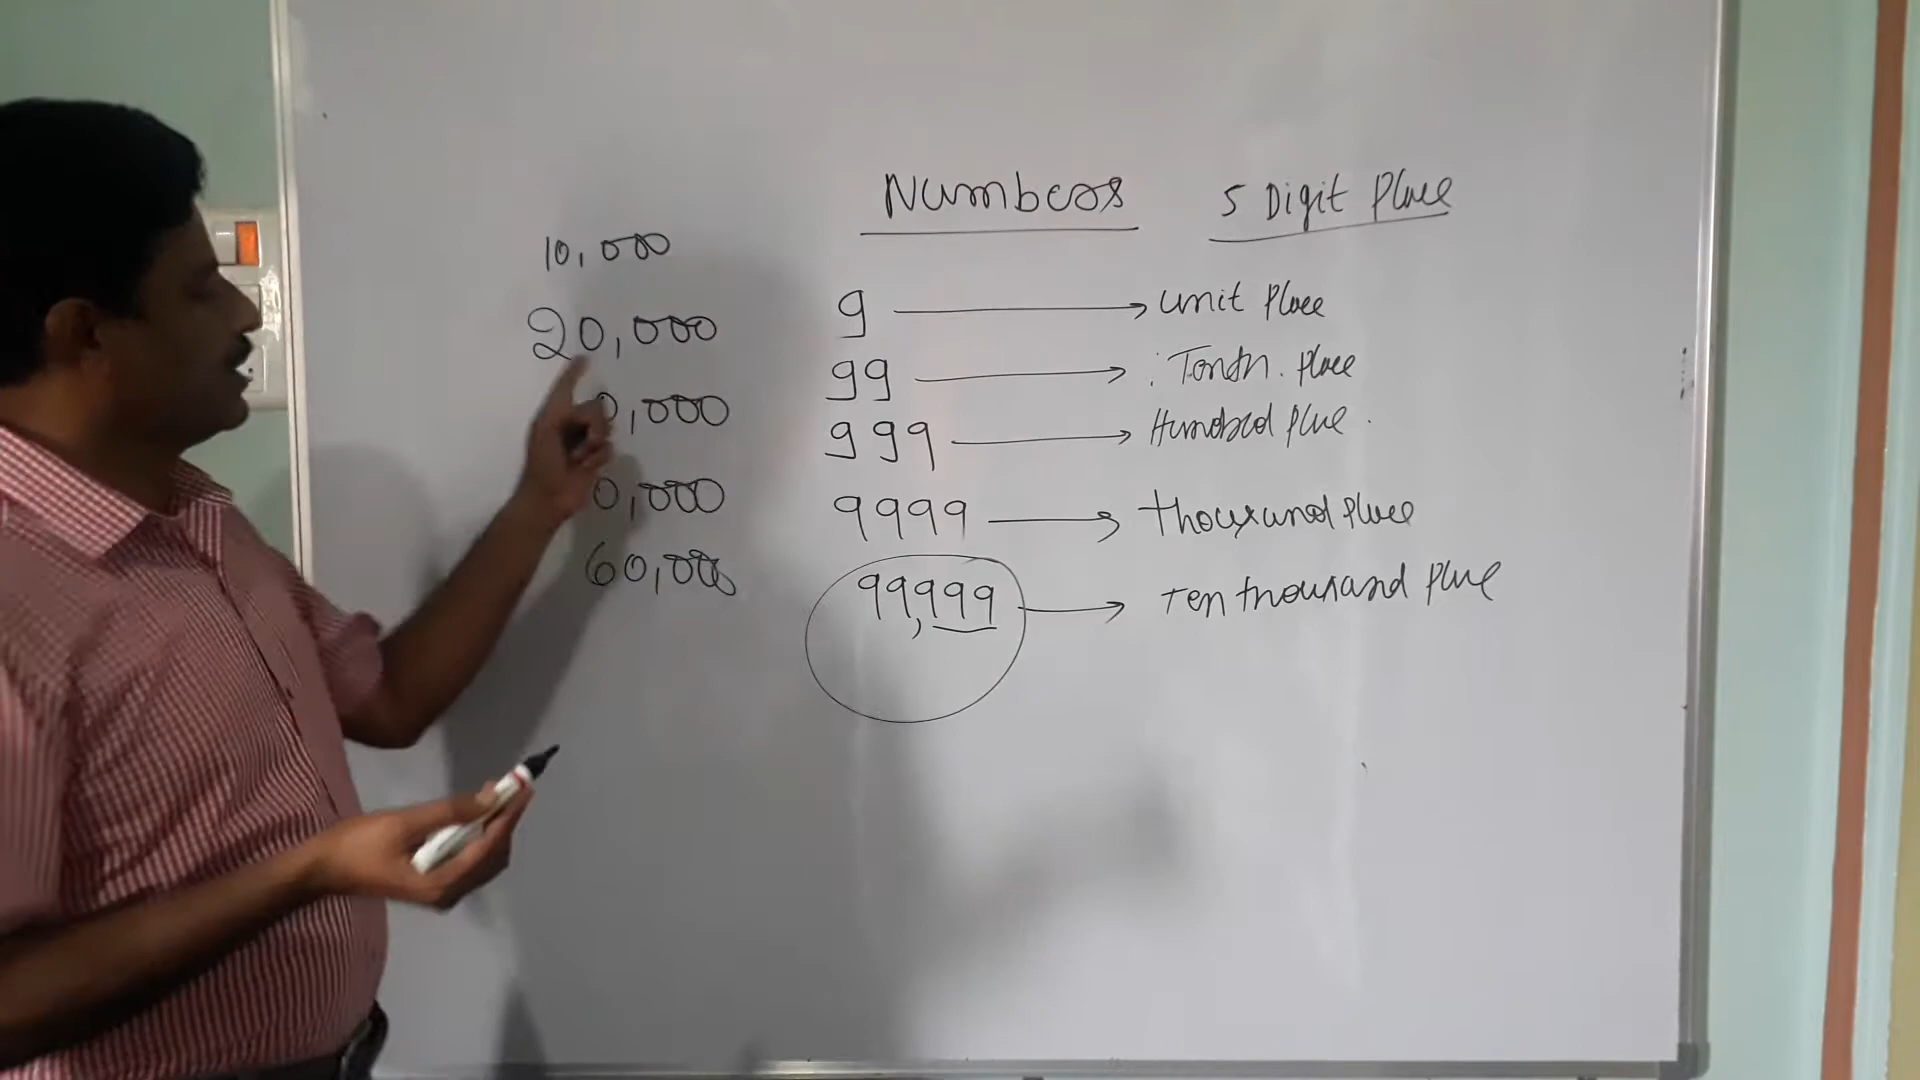 Numbers 5 Digit Place
10,000
20,000
0,000
0,000
60,000
9 → unit place
99 → : Tenth. place
999 → Hundred place.
9999 → thousand place
99,999 → Ten thousand place